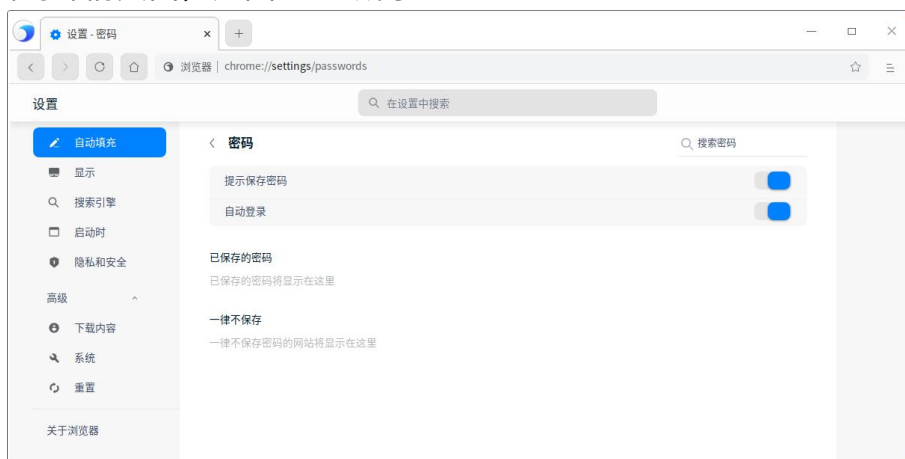 设置 - 密码
浏览器 | chrome://settings/passwords
设置
在设置中搜索
自动填充
密码
搜索密码
显示
提示保存密码
搜索引擎
自动登录
启动时
隐私和安全
已保存的密码
已保存的密码将显示在这里
高级
一律不保存
下载内容
一律不保存密码的网站将显示在这里
系统
重置
关于浏览器